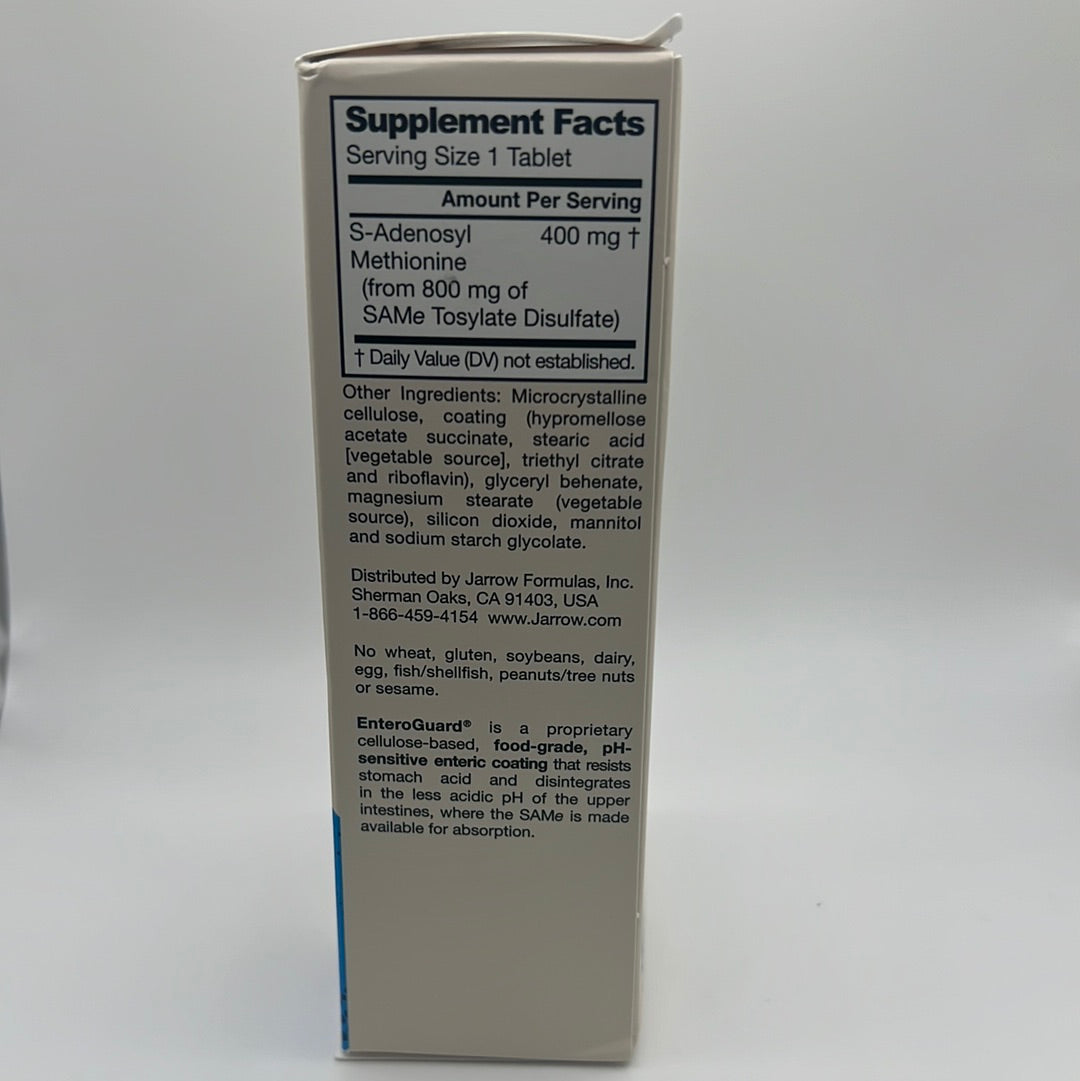 Supplement Facts
Serving Size 1 Tablet
Amount Per Serving
S-Adenosyl 400 mg †
Methionine
(from 800 mg of
SAMe Tosylate Disulfate)
† Daily Value (DV) not established.
Other Ingredients: Microcrystalline
cellulose, coating (hypromellose
acetate succinate, stearic acid
[vegetable source], triethyl citrate
and riboflavin), glyceryl behenate,
magnesium stearate (vegetable
source), silicon dioxide, mannitol
and sodium starch glycolate.
Distributed by Jarrow Formulas, Inc.
Sherman Oaks, CA 91403, USA
1-866-459-4154 www.Jarrow.com
No wheat, gluten, soybeans, dairy,
egg, fish/shellfish, peanuts/tree nuts
or sesame.
EnteroGuard® is a proprietary
cellulose-based, food-grade, pH-
sensitive enteric coating that resists
stomach acid and disintegrates
in the less acidic pH of the upper
intestines, where the SAMe is made
available for absorption.